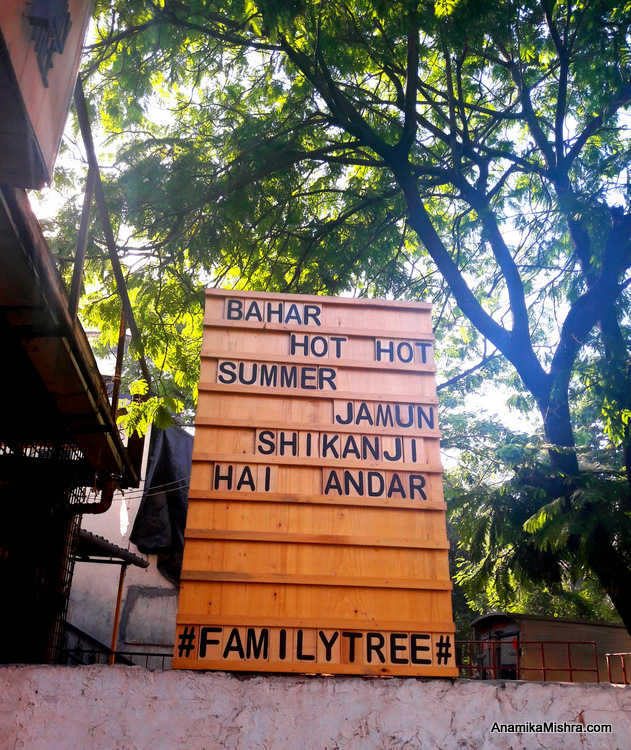 BAHAR
HOT HOT
SUMMER
JAMUN
SHIKANJI
HAI ANDAR
#FAMILYTREE#
AnamikaMishra.com